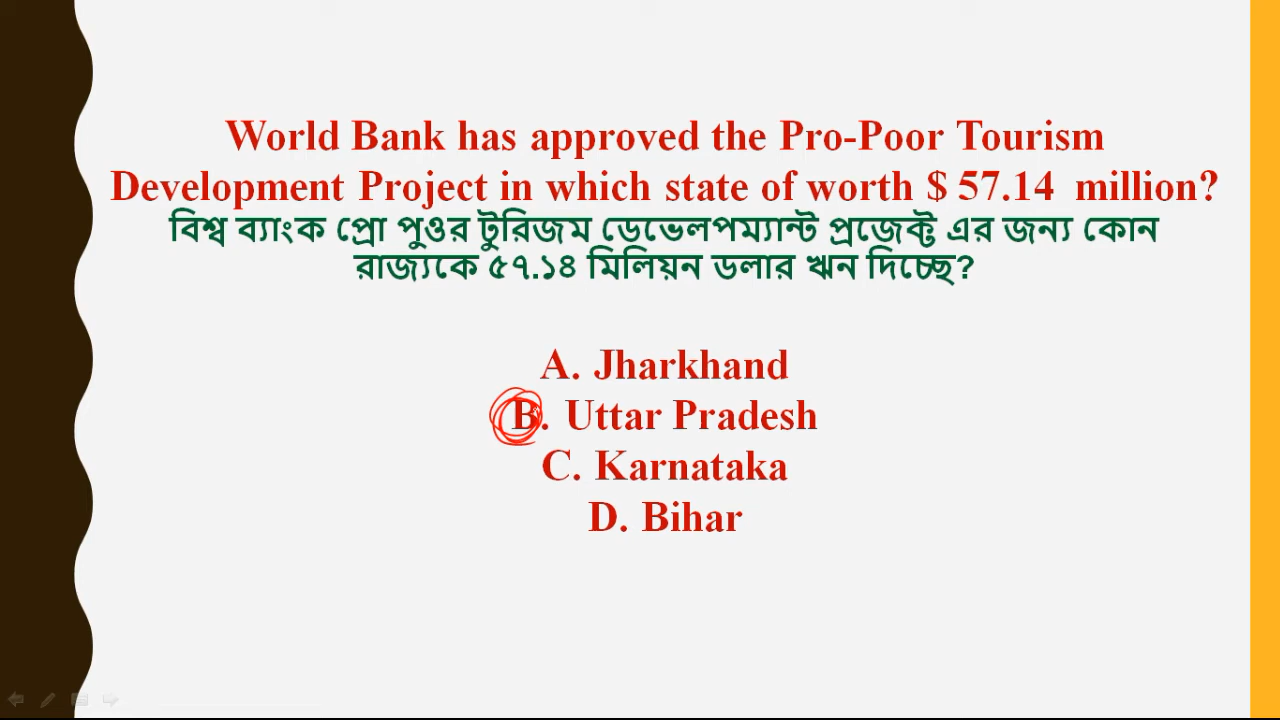 World Bank has approved the Pro-Poor Tourism
Development Project in which state of worth $ 57.14 million?
বিশ্ব ব্যাংক প্রো পুওর টুরিজম ডেভেলপম্যান্ট প্রজেক্ট এর জন্য কোন
রাজ্যকে ৫৭.১৪ মিলিয়ন ডলার ঋন দিচ্ছে?
A. Jharkhand
B. Uttar Pradesh
C. Karnataka
D. Bihar